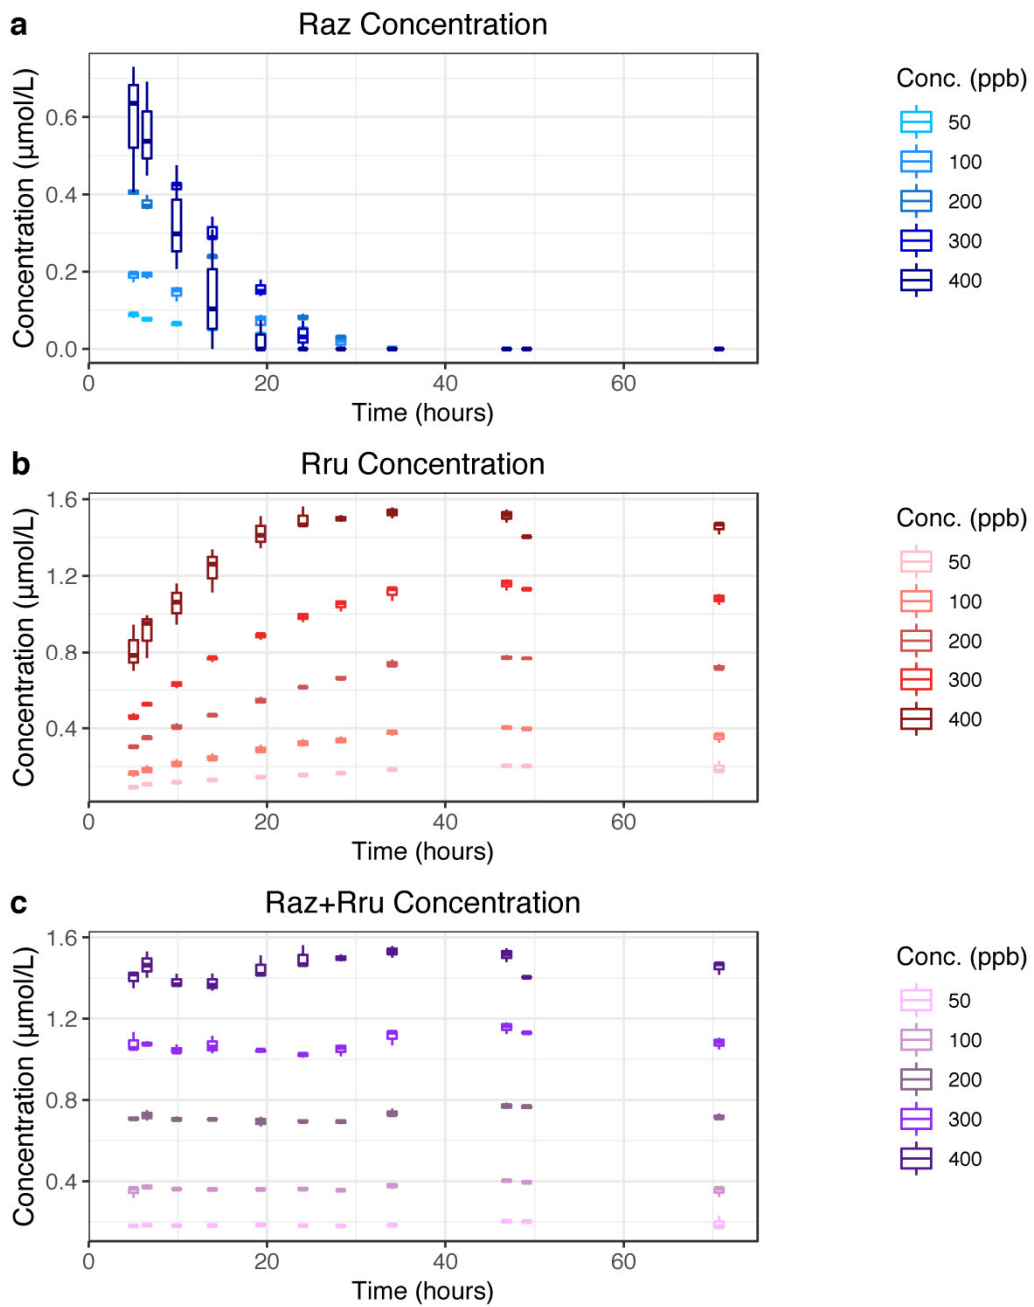 a
Raz Concentration
Concentration (µmol/L)
0.6
0.4
0.2
0.0
0 20 40 60
Time (hours)
Conc. (ppb)
50
100
200
300
400
b
Rru Concentration
Concentration (µmol/L)
1.6
1.2
0.8
0.4
0 20 40 60
Time (hours)
Conc. (ppb)
50
100
200
300
400
c
Raz+Rru Concentration
Concentration (µmol/L)
1.6
1.2
0.8
0.4
0 20 40 60
Time (hours)
Conc. (ppb)
50
100
200
300
400